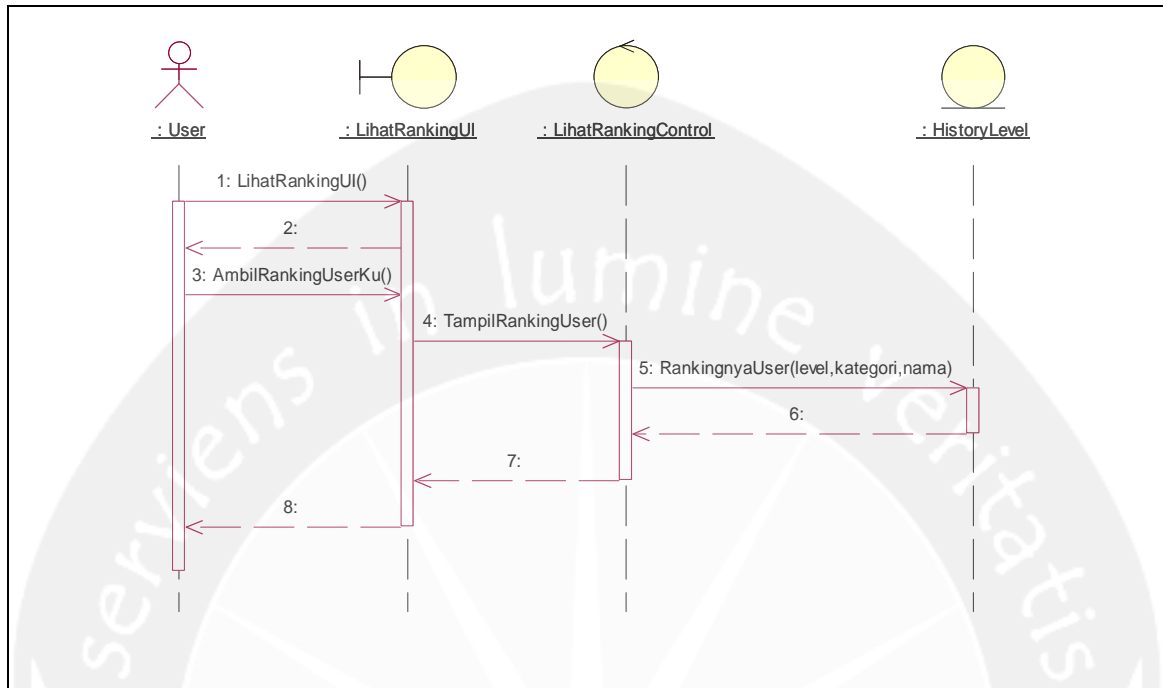 : User
: LihatRankingUI
: LihatRankingControl
: HistoryLevel
1: LihatRankingUI()
2:
3: AmbilRankingUserKu()
4: TampilRankingUser()
5: RankingnyaUser(level,kategori,nama)
6:
7:
8:
serviens in lumine veritatis